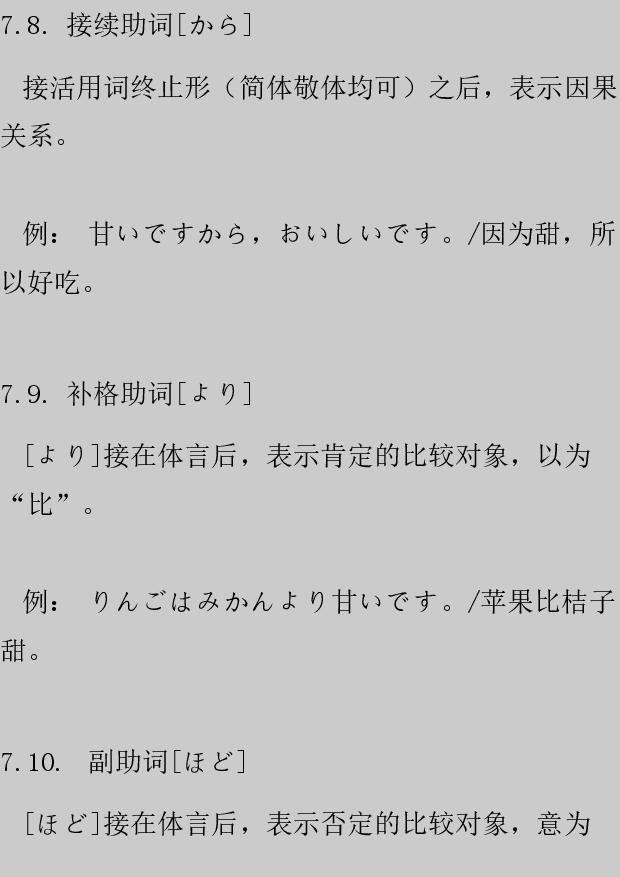 7.8. 接续助词[から]
接活用词终止形（简体敬体均可）之后，表示因果
关系。
例： 甘いですから，おいしいです。/因为甜，所
以好吃。
7.9. 补格助词[より]
[より]接在体言后，表示肯定的比较对象，以为
“比”。
例： りんごはみかんより甘いです。/苹果比桔子
甜。
7.10. 副助词[ほど]
[ほど]接在体言后，表示否定的比较对象，意为